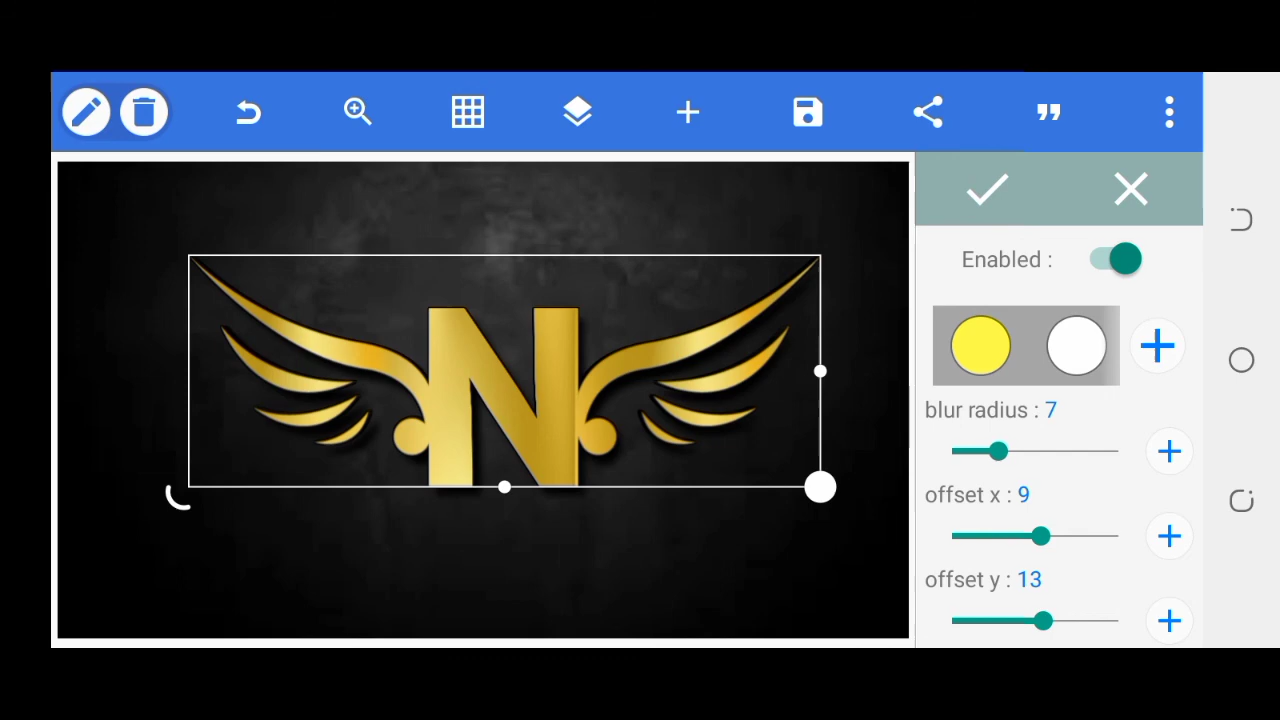 Enabled :
N
blur radius : 7
offset x : 9
offset y : 13